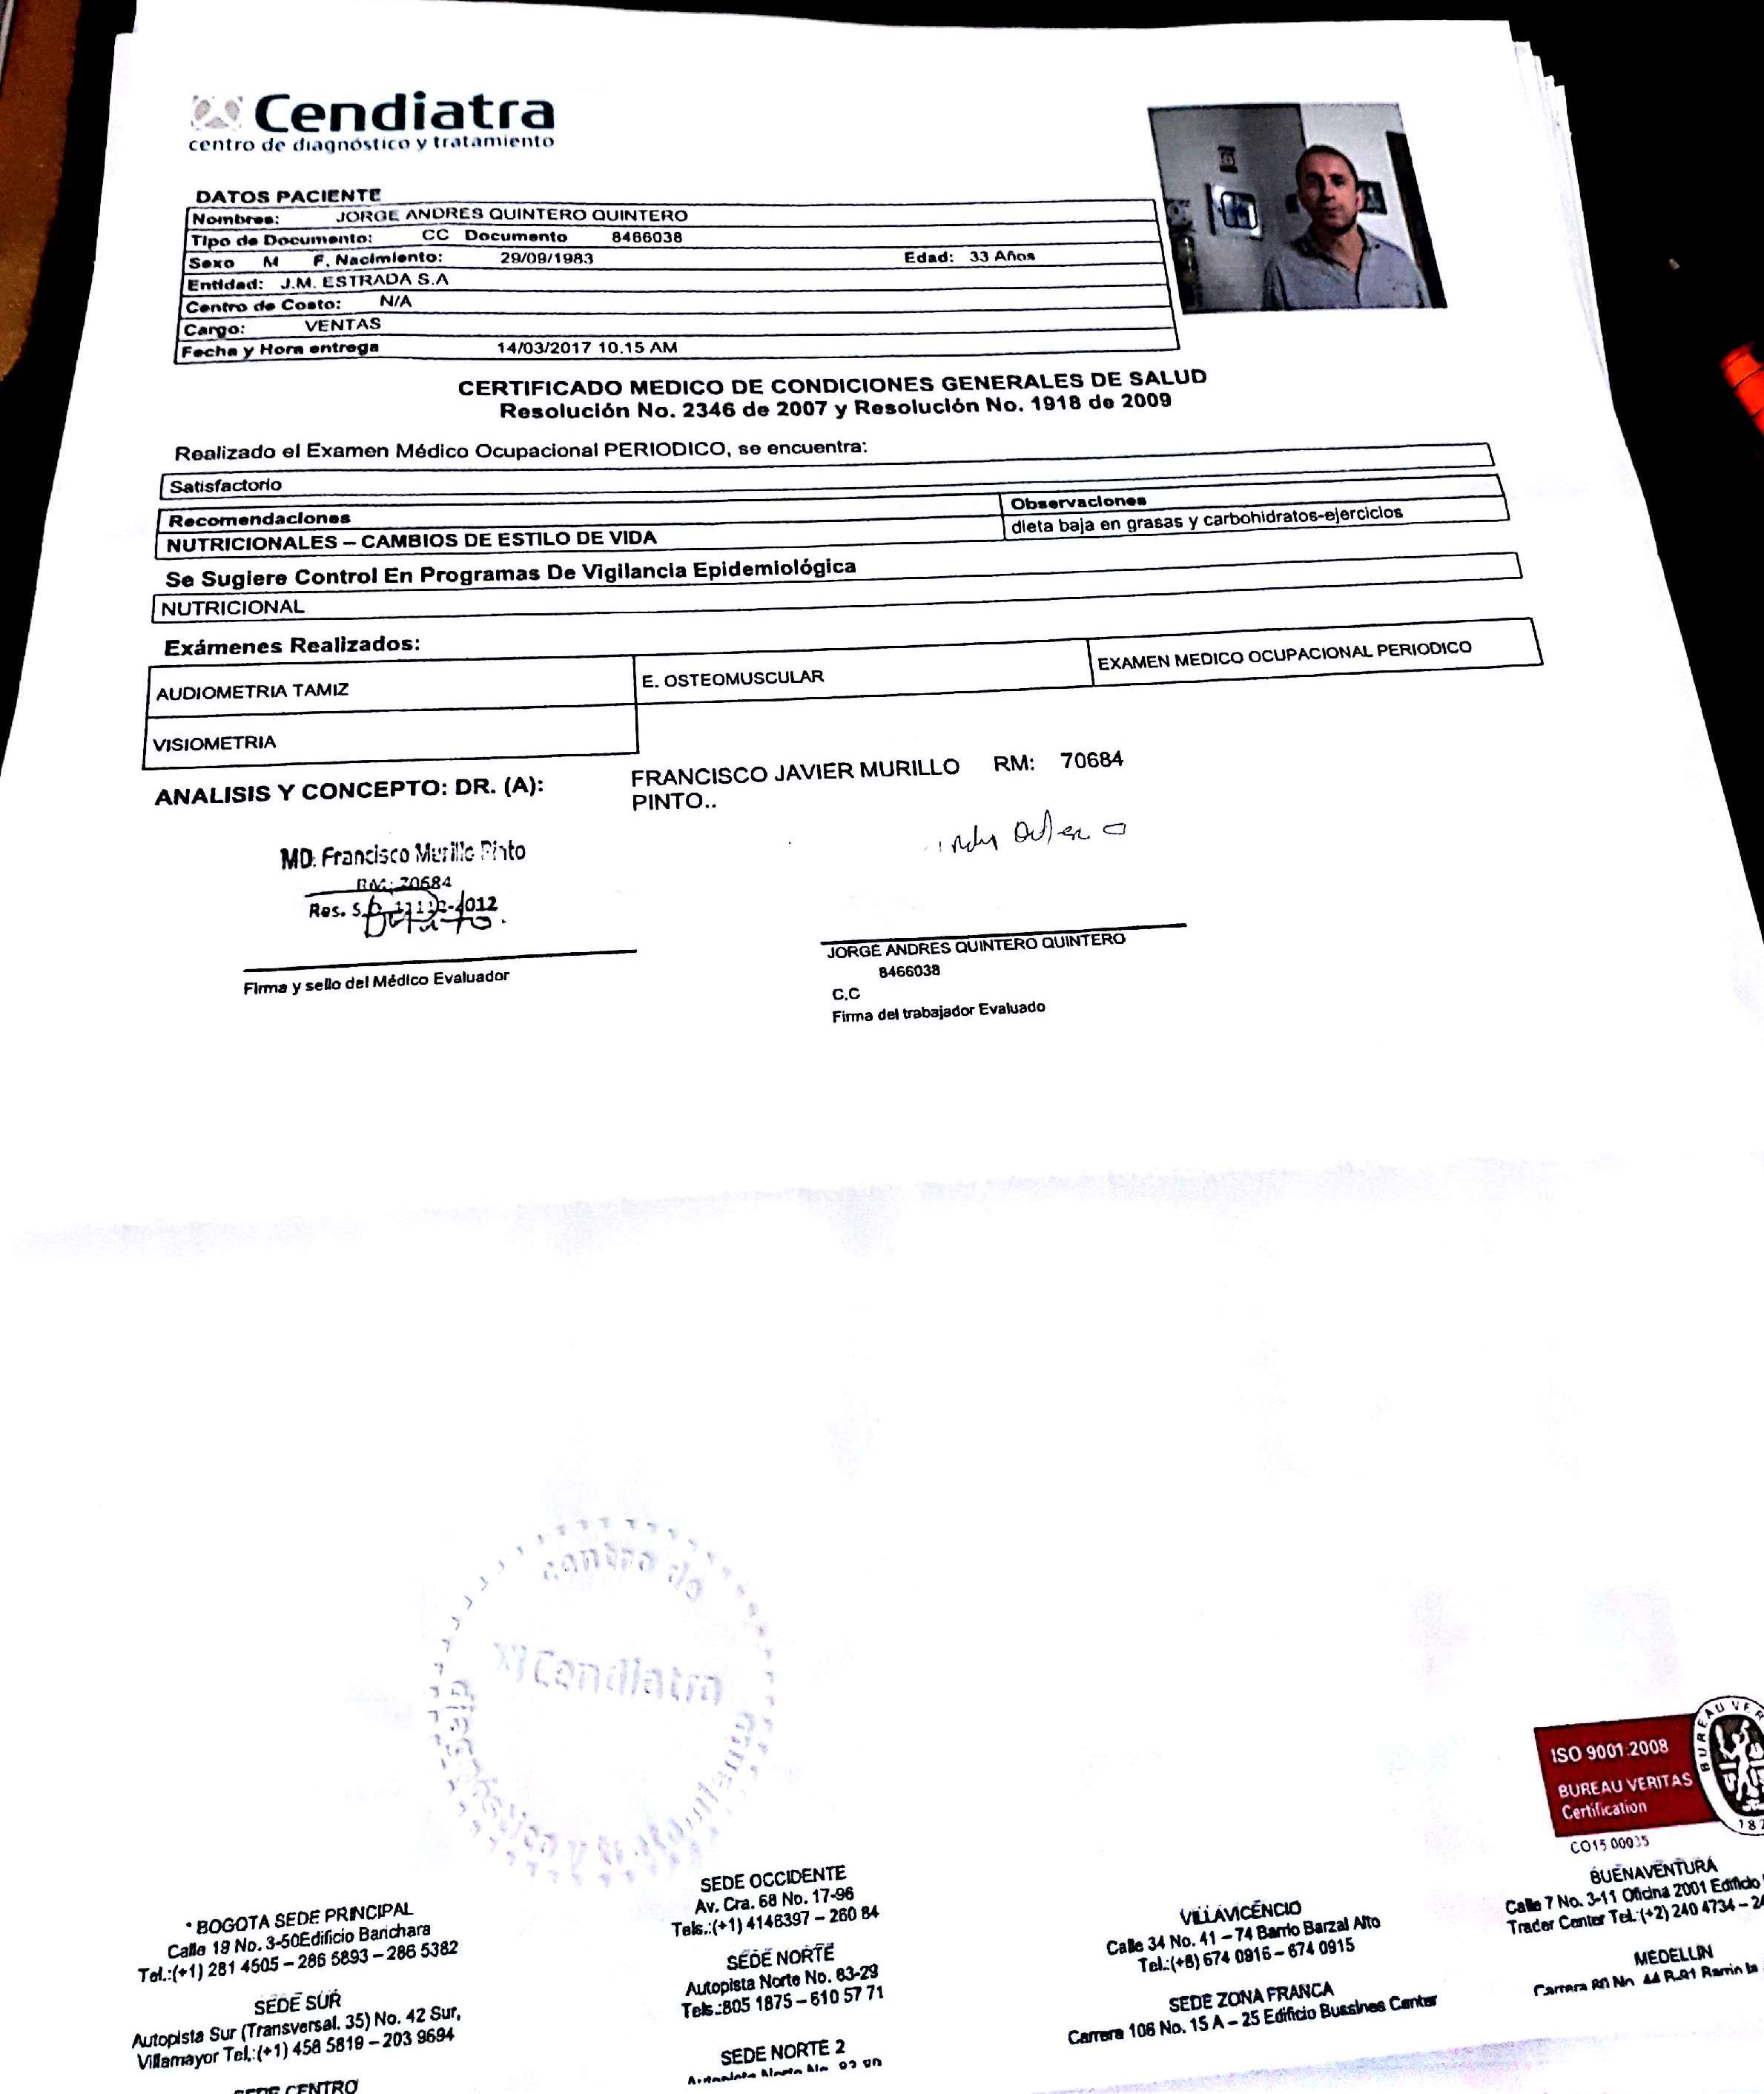 Cendiatra
centro de diagnóstico y tratamiento
DATOS PACIENTE
Nombres: JORGE ANDRES QUINTERO QUINTERO
Tipo de Documento: CC Documento 8466038
Sexo M F. Nacimiento: 29/09/1983 Edad: 33 Años
Entidad: J.M. ESTRADA S.A
Centro de Costo: N/A
Cargo: VENTAS
Fecha y Hora entrega 14/03/2017 10.15 AM
CERTIFICADO MEDICO DE CONDICIONES GENERALES DE SALUD
Resolución No. 2346 de 2007 y Resolución No. 1918 de 2009
Realizado el Examen Médico Ocupacional PERIODICO, se encuentra:
Satisfactorio
Recomendaciones Observaciones
NUTRICIONALES – CAMBIOS DE ESTILO DE VIDA dieta baja en grasas y carbohidratos-ejercicios
Se Sugiere Control En Programas De Vigilancia Epidemiológica
NUTRICIONAL
Exámenes Realizados:
AUDIOMETRIA TAMIZ E. OSTEOMUSCULAR EXAMEN MEDICO OCUPACIONAL PERIODICO
VISIOMETRIA
ANALISIS Y CONCEPTO: DR. (A): FRANCISCO JAVIER MURILLO RM: 70684
PINTO..
MD. Francisco Murillo Pinto
RM: 70684
Res. S.
Firma y sello del Médico Evaluador
JORGE ANDRES QUINTERO QUINTERO
8466038
C.C
Firma del trabajador Evaluado
centro de
Cendiatra
ISO 9001:2008
BUREAU VERITAS
Certification
CO15.00035
* BOGOTA SEDE PRINCIPAL
Calle 19 No. 3-50Edificio Barichara
Tel.:(+1) 281 4505 – 286 5893 – 286 5382
SEDE SUR
Autopista Sur (Transversal. 35) No. 42 Sur,
Villamayor Tel.:(+1) 458 5819 – 203 9694
SEDE CENTRO
SEDE OCCIDENTE
Av. Cra. 68 No. 17-96
Tels.:(+1) 4146397 – 260 84
SEDE NORTE
Autopista Norte No. 83-29
Tels.:805 1875 – 610 57 71
SEDE NORTE 2
Autopista Norte No.
VILLAVICENCIO
Calle 34 No. 41 – 74 Barrio Barzal Alto
Tel.:(+8) 674 0916 – 674 0915
SEDE ZONA FRANCA
Carrera 106 No. 15 A – 25 Edificio Bussines Center
BUENAVENTURA
Calle 7 No. 3-11 Oficina 2001 Edificio
Trader Center Tel.:(+2) 240 4734 – 24
MEDELLIN
Carrera 80 No.